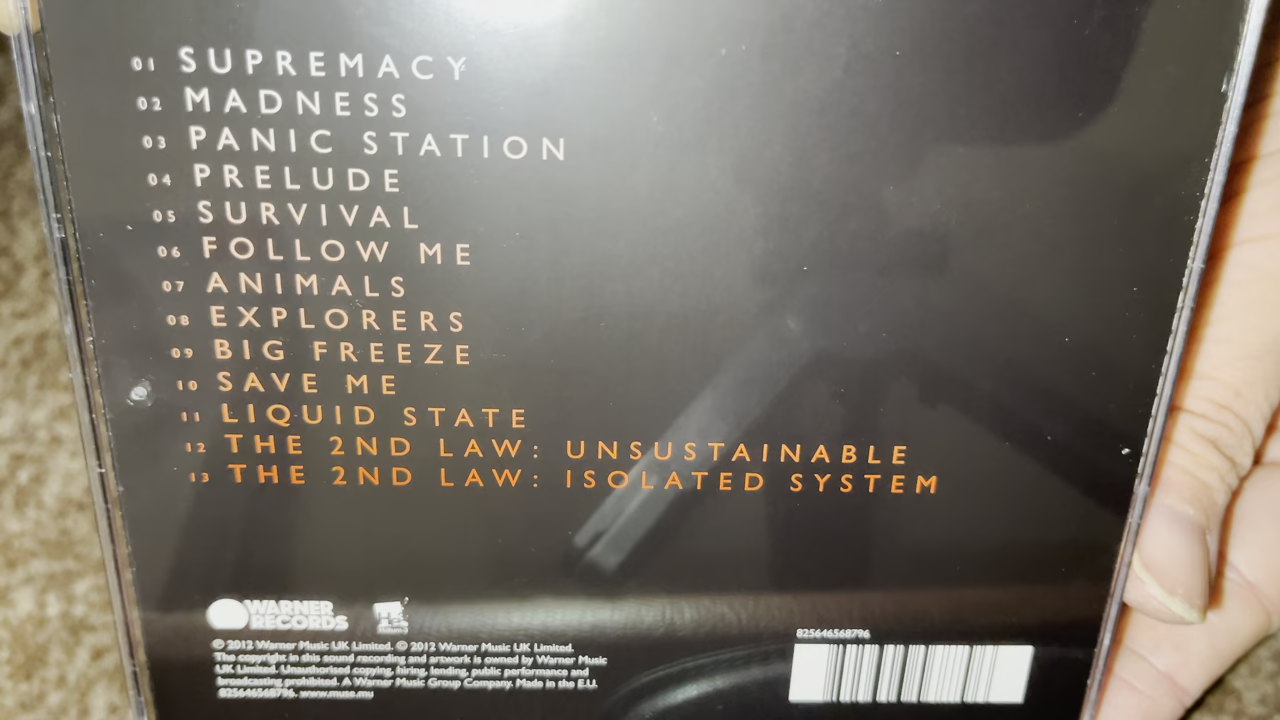 01 SUPREMACY
02 MADNESS
03 PANIC STATION
04 PRELUDE
05 SURVIVAL
06 FOLLOW ME
07 ANIMALS
08 EXPLORERS
09 BIG FREEZE
10 SAVE ME
11 LIQUID STATE
12 THE 2ND LAW: UNSUSTAINABLE
13 THE 2ND LAW: ISOLATED SYSTEM
WARNER
RECORDS
℗ 2012 Warner Music UK Limited. © 2012 Warner Music UK Limited.
The copyright in this sound recording and artwork is owned by Warner Music
UK Limited. Unauthorised copying, hiring, lending, public performance and
broadcasting prohibited. A Warner Music Group Company. Made in the E.U.
825646568796. www.muse.mu
825646568796